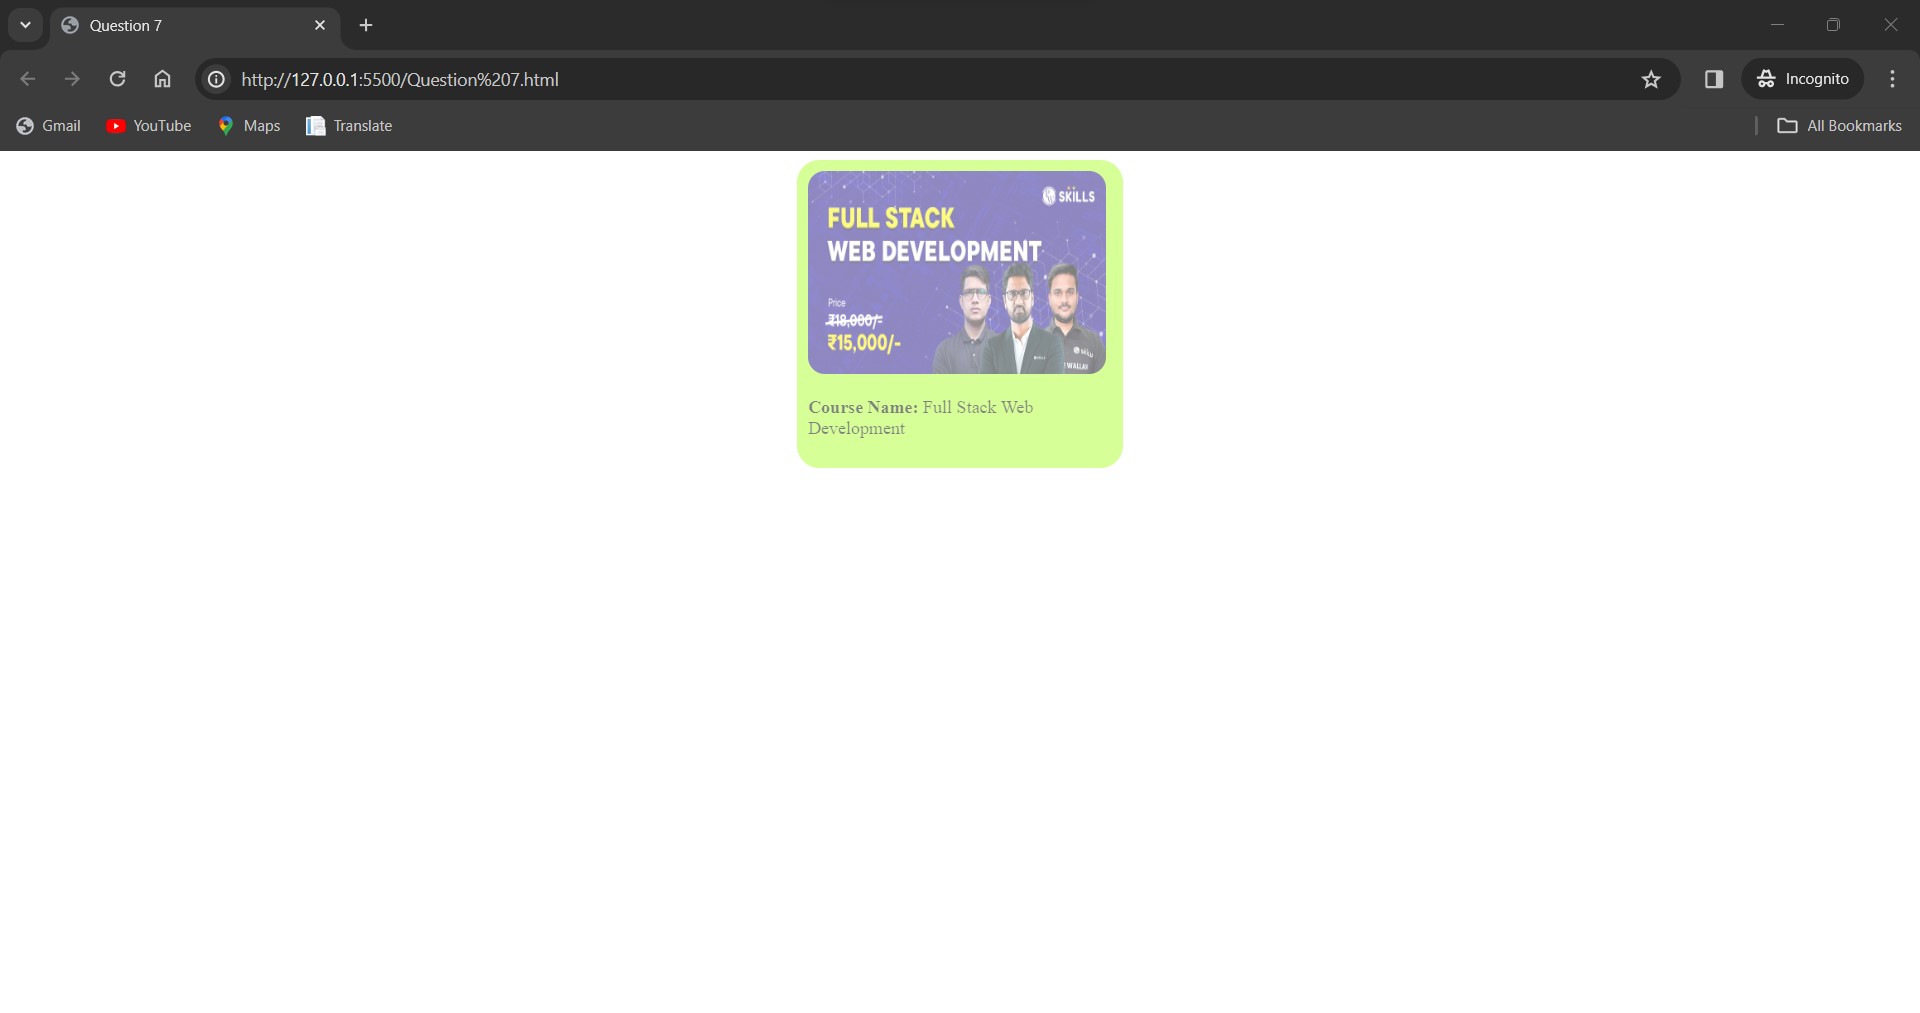 Question 7
http://127.0.0.1:5500/Question%207.html
Incognito
Gmail
YouTube
Maps
Translate
All Bookmarks
SKILLS
FULL STACK
WEB DEVELOPMENT
Price
₹18,000/-
₹15,000/-
WALLAH
Course Name: Full Stack Web
Development